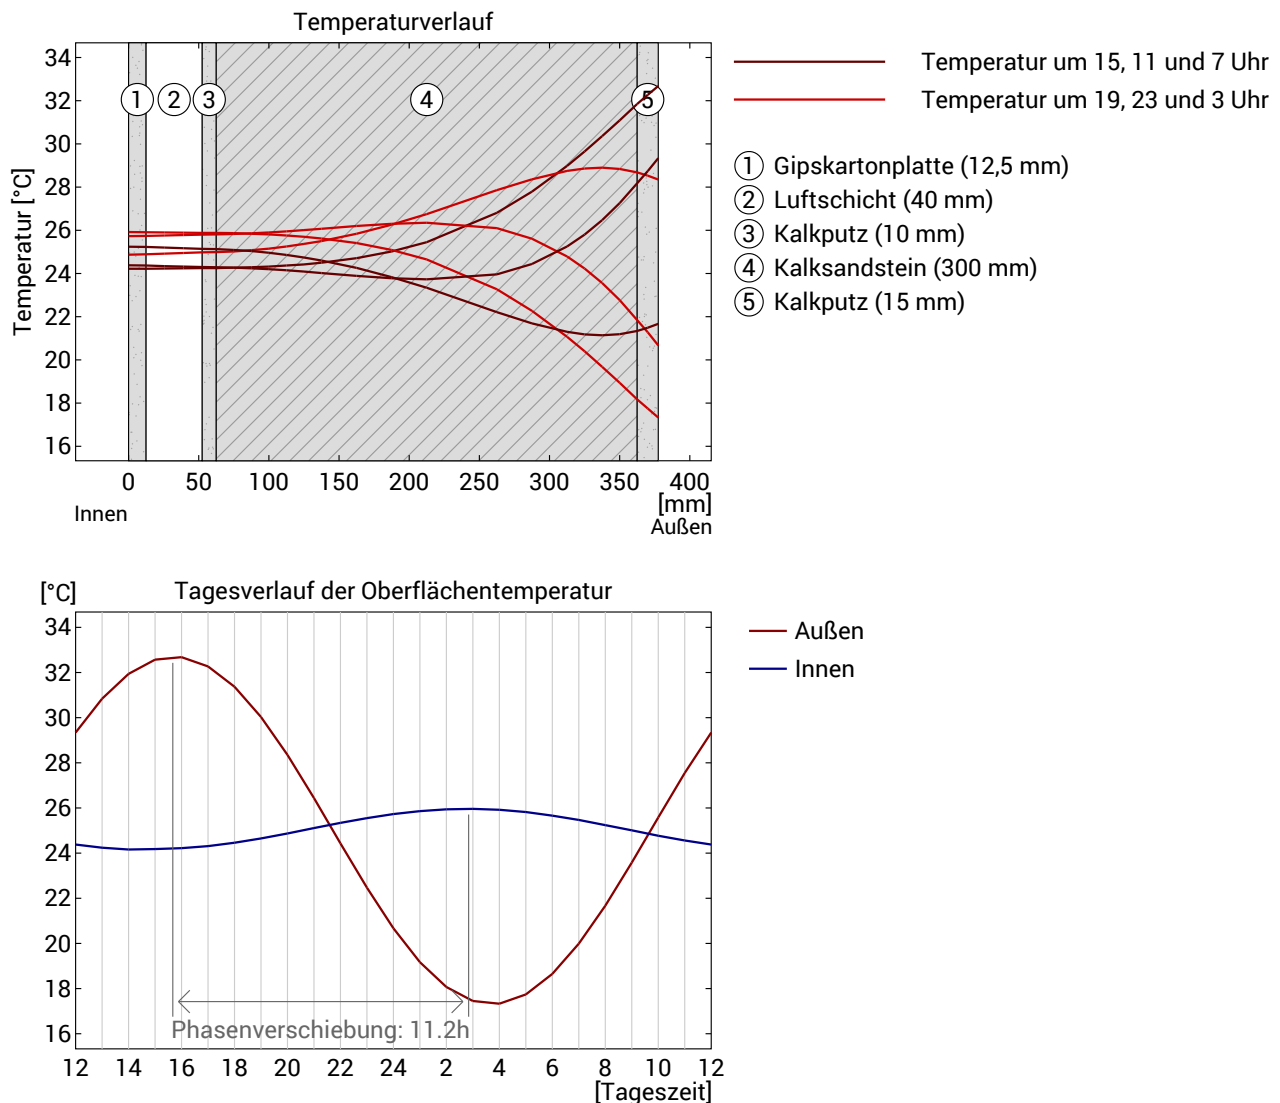 Temperaturverlauf
34
32
30
28
26
24
22
20
18
16
Temperatur [°C]
1 2 3 4 5
0 50 100 150 200 250 300 350 400
[mm]
Innen
Außen
Temperatur um 15, 11 und 7 Uhr
Temperatur um 19, 23 und 3 Uhr
1 Gipskartonplatte (12,5 mm)
2 Luftschicht (40 mm)
3 Kalkputz (10 mm)
4 Kalksandstein (300 mm)
5 Kalkputz (15 mm)
[°C]
Tagesverlauf der Oberflächentemperatur
34
32
30
28
26
24
22
20
18
16
Phasenverschiebung: 11.2h
12 14 16 18 20 22 24 2 4 6 8 10 12
[Tageszeit]
Außen
Innen